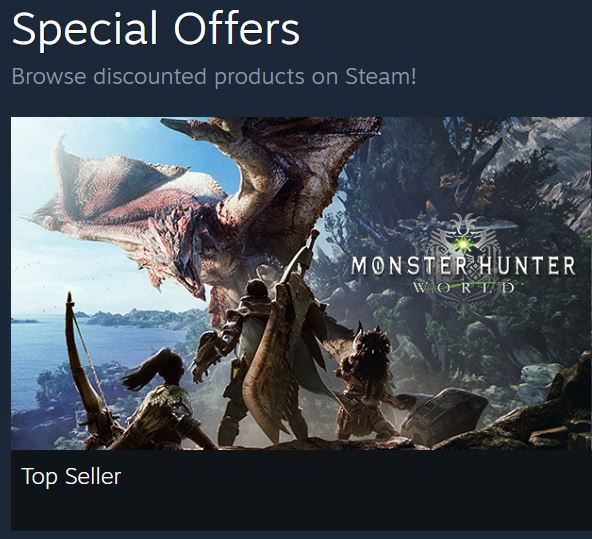 Special Offers
Browse discounted products on Steam!
MONSTER HUNTER
WORLD
Top Seller